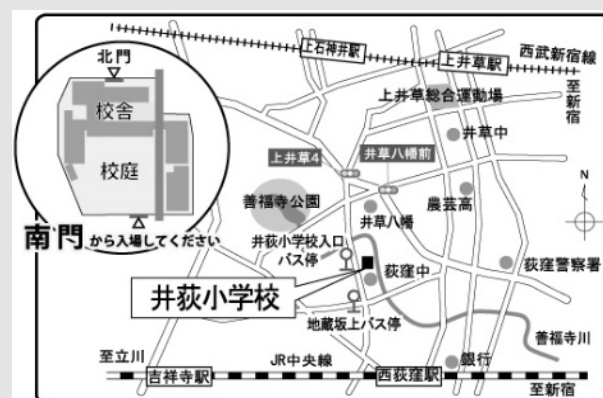 北門
校舎
校庭
南門から入場してください
上石神井駅
上井草駅
西武新宿線
至新宿
上井草総合運動場
井草中
上井草4
井草八幡前
善福寺公園
井草八幡
農芸高
N
井荻小学校入口
バス停
荻窪中
荻窪警察署
井荻小学校
地蔵坂上バス停
善福寺川
至立川
JR中央線
銀行
吉祥寺駅
西荻窪駅
至新宿